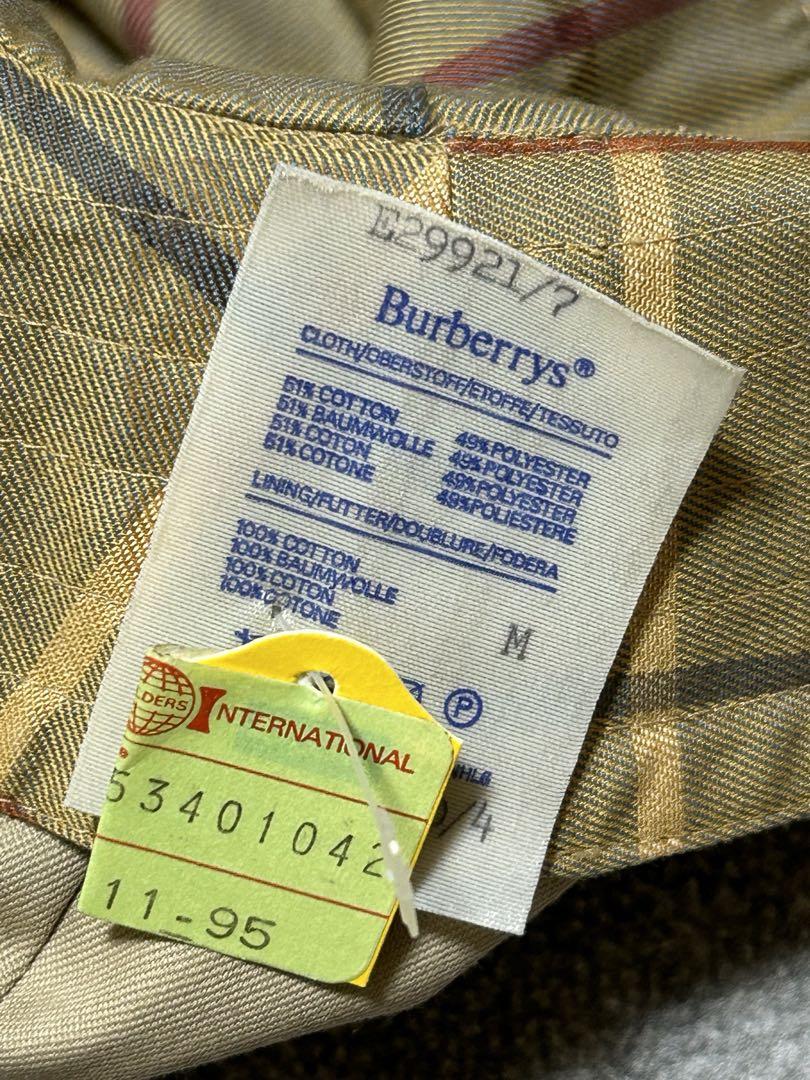 E29921/7
Burberrys®
CLOTH/OBERSTOFF/ETOFFE/TESSUTO
51% COTTON 49% POLYESTER
51% BAUMWOLLE 49% POLYESTER
51% COTON 49% POLYESTER
51% COTONE 49% POLIESTERE
LINING/FUTTER/DOUBLURE/FODERA
100% COTTON
100% BAUMWOLLE
100% COTON
100% COTONE
M
P
/4
DERS
INTERNATIONAL
®
53401042
11-95